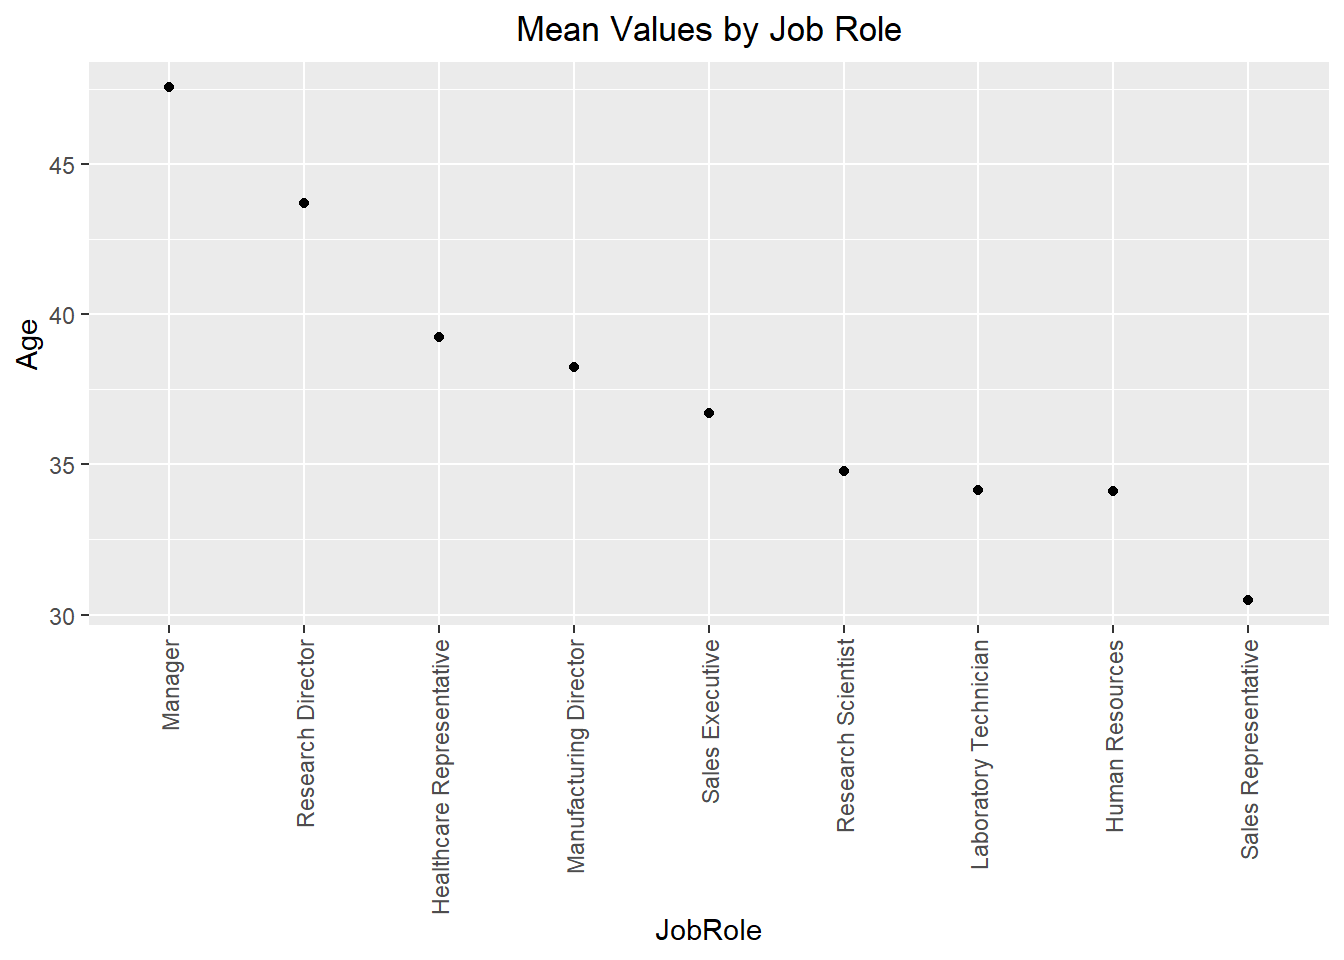 Mean Values by Job Role
Age
45
40
35
30
Manager
Research Director
Healthcare Representative
Manufacturing Director
Sales Executive
Research Scientist
Laboratory Technician
Human Resources
Sales Representative
JobRole